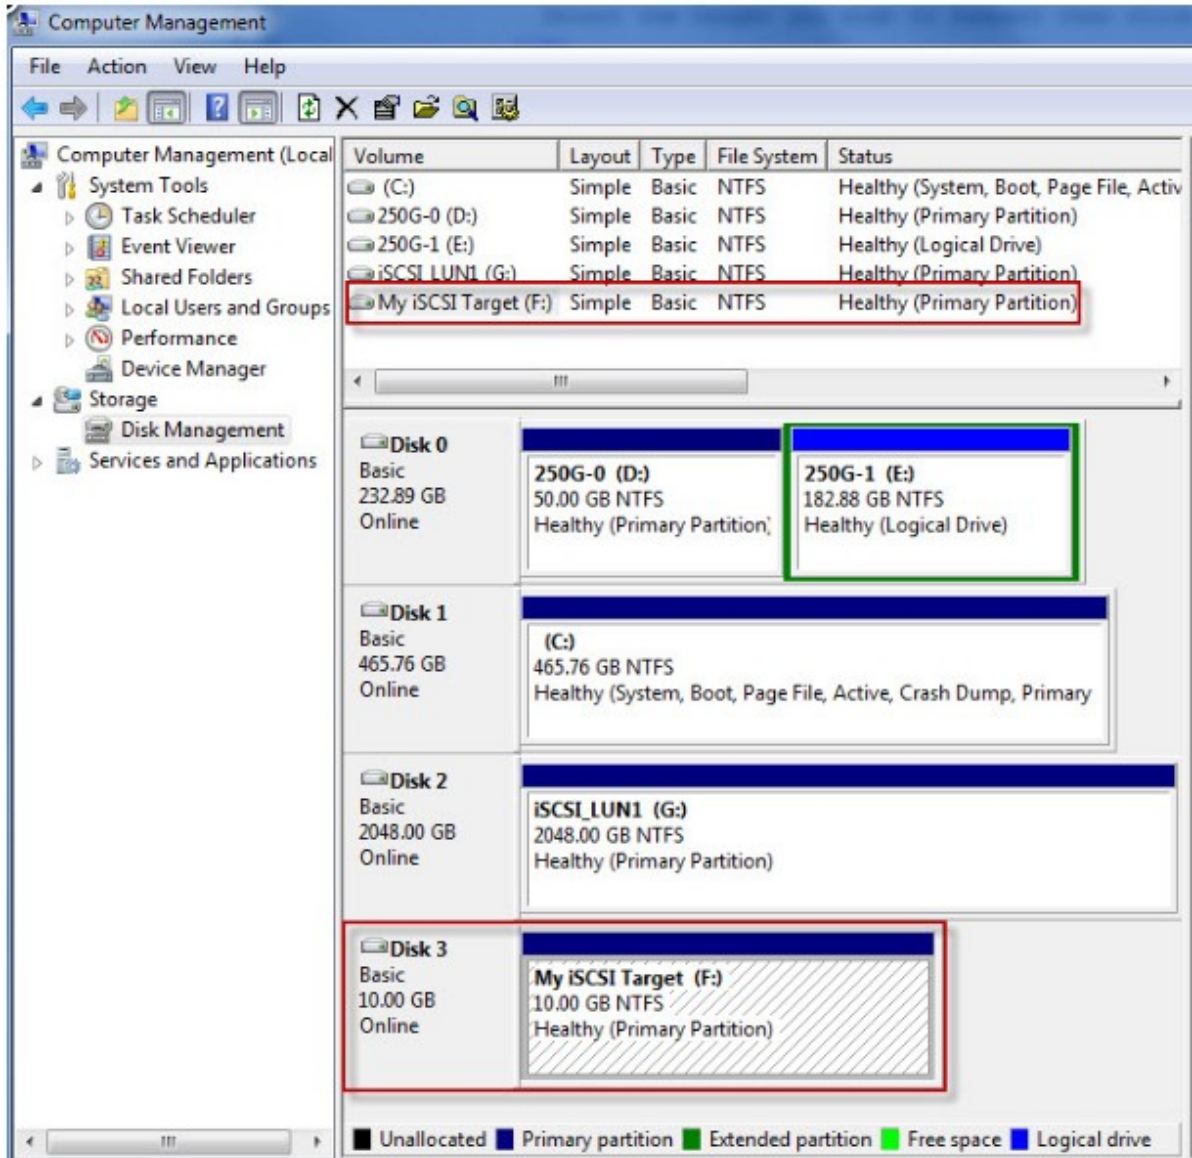 Computer Management
File Action View Help
Computer Management (Local
System Tools
Task Scheduler
Event Viewer
Shared Folders
Local Users and Groups
Performance
Device Manager
Storage
Disk Management
Services and Applications
Volume Layout Type File System Status
(C:) Simple Basic NTFS Healthy (System, Boot, Page File, Activ
250G-0 (D:) Simple Basic NTFS Healthy (Primary Partition)
250G-1 (E:) Simple Basic NTFS Healthy (Logical Drive)
iSCSI_LUN1 (G:) Simple Basic NTFS Healthy (Primary Partition)
My iSCSI Target (F:) Simple Basic NTFS Healthy (Primary Partition)
Disk 0
Basic
232.89 GB
Online
250G-0 (D:)
50.00 GB NTFS
Healthy (Primary Partition)
250G-1 (E:)
182.88 GB NTFS
Healthy (Logical Drive)
Disk 1
Basic
465.76 GB
Online
(C:)
465.76 GB NTFS
Healthy (System, Boot, Page File, Active, Crash Dump, Primary
Disk 2
Basic
2048.00 GB
Online
iSCSI_LUN1 (G:)
2048.00 GB NTFS
Healthy (Primary Partition)
Disk 3
Basic
10.00 GB
Online
My iSCSI Target (F:)
10.00 GB NTFS
Healthy (Primary Partition)
Unallocated Primary partition Extended partition Free space Logical drive